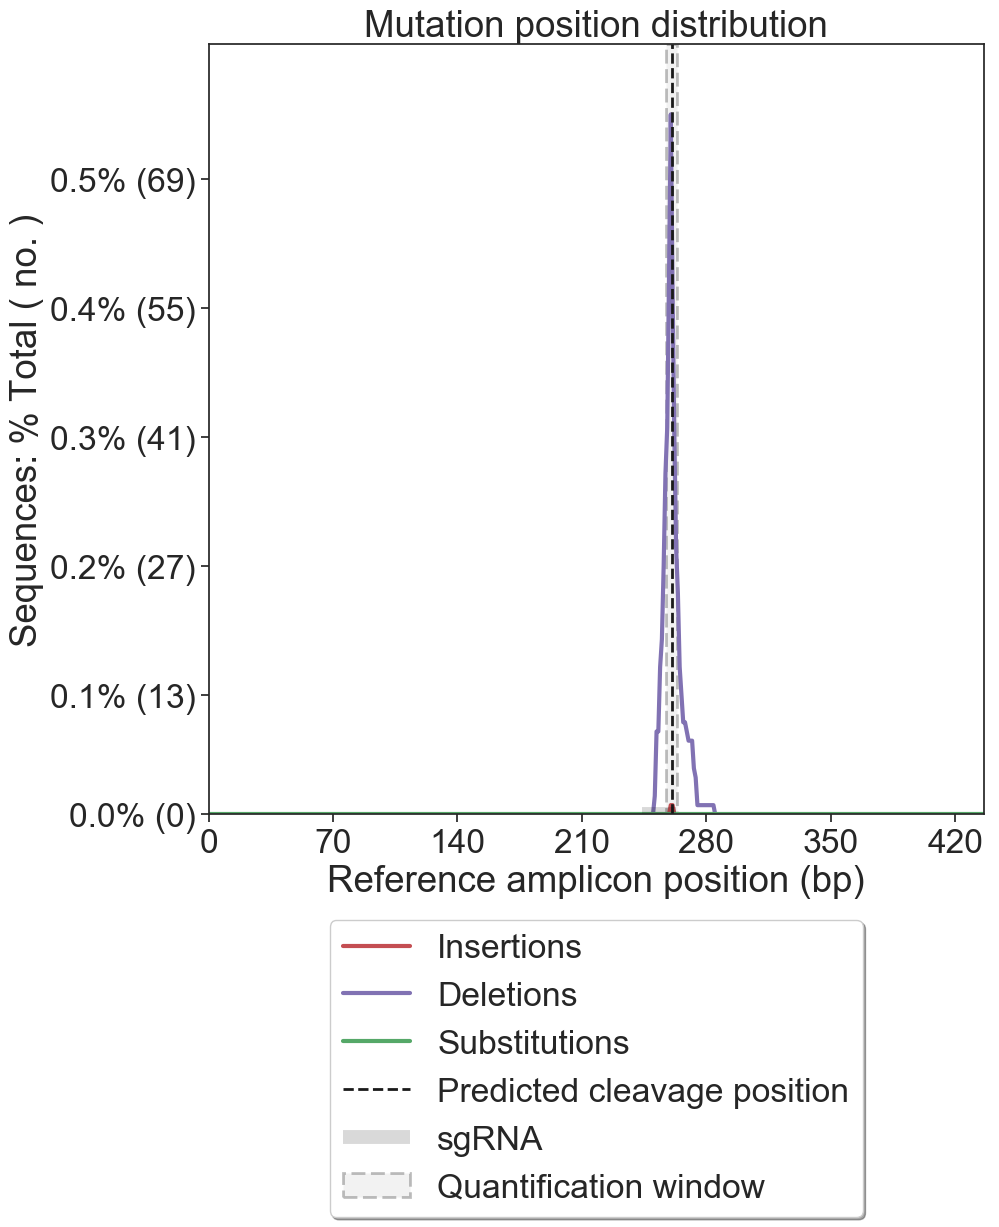 Mutation position distribution
Sequences: % Total ( no. )
0.5% (69)
0.4% (55)
0.3% (41)
0.2% (27)
0.1% (13)
0.0% (0)
0 70 140 210 280 350 420
Reference amplicon position (bp)
Insertions
Deletions
Substitutions
Predicted cleavage position
sgRNA
Quantification window